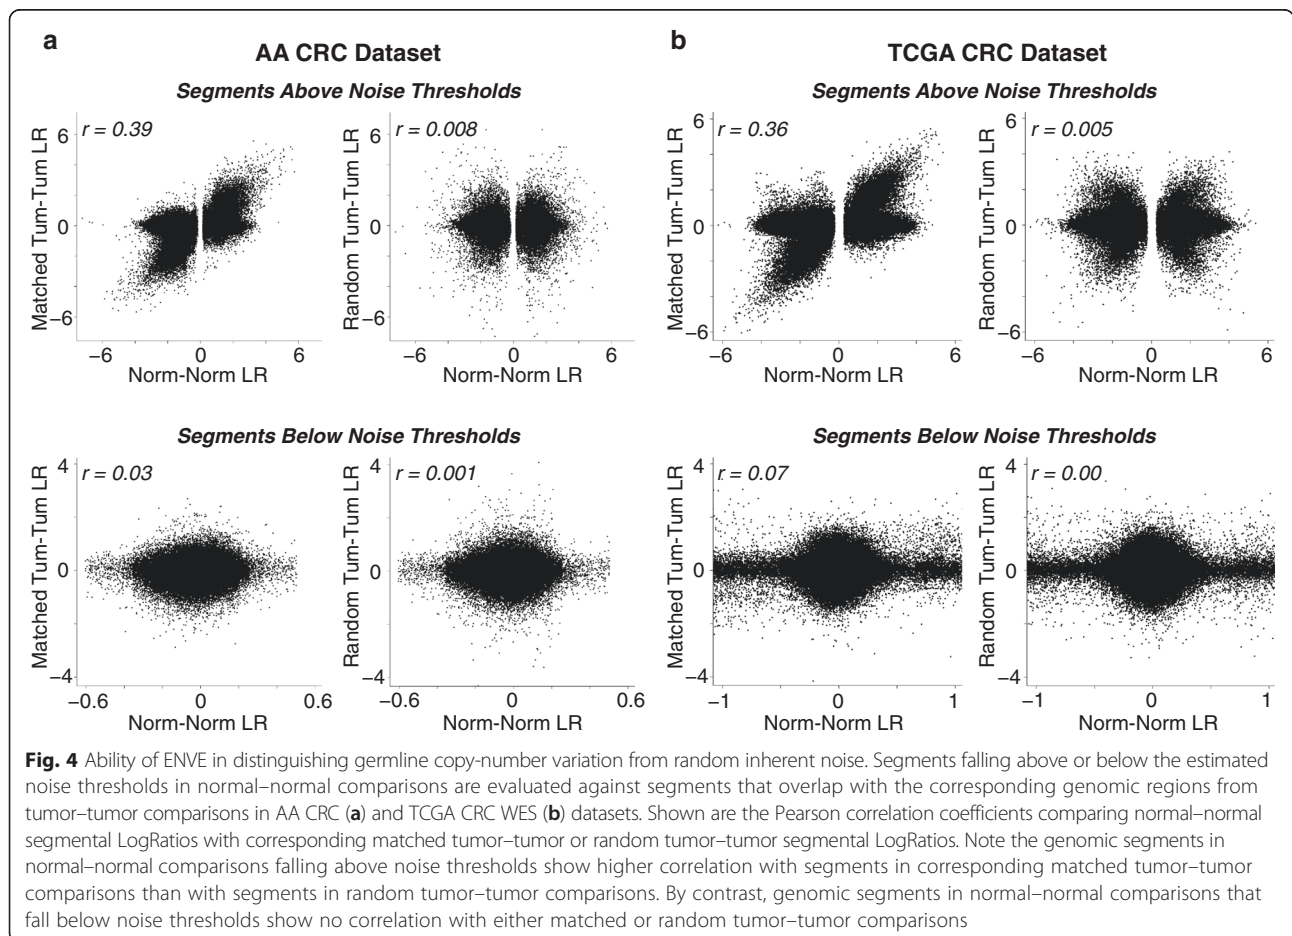 a
AA CRC Dataset
Segments Above Noise Thresholds
r = 0.39
Matched Tum-Tum LR
6
0
−6
−6 0 6
Norm-Norm LR
r = 0.008
Random Tum-Tum LR
6
0
−6
−6 0 6
Norm-Norm LR
Segments Below Noise Thresholds
r = 0.03
Matched Tum-Tum LR
4
0
−4
−0.6 0 0.6
Norm-Norm LR
r = 0.001
Random Tum-Tum LR
4
0
−4
−0.6 0 0.6
Norm-Norm LR
b
TCGA CRC Dataset
Segments Above Noise Thresholds
r = 0.36
Matched Tum-Tum LR
6
0
−6
−6 0 6
Norm-Norm LR
r = 0.005
Random Tum-Tum LR
6
0
−6
−6 0 6
Norm-Norm LR
Segments Below Noise Thresholds
r = 0.07
Matched Tum-Tum LR
4
0
−4
−1 0 1
Norm-Norm LR
r = 0.00
Random Tum-Tum LR
4
0
−4
−1 0 1
Norm-Norm LR
Fig. 4 Ability of ENVE in distinguishing germline copy-number variation from random inherent noise. Segments falling above or below the estimated
noise thresholds in normal–normal comparisons are evaluated against segments that overlap with the corresponding genomic regions from
tumor–tumor comparisons in AA CRC (a) and TCGA CRC WES (b) datasets. Shown are the Pearson correlation coefficients comparing normal–normal
segmental LogRatios with corresponding matched tumor–tumor or random tumor–tumor segmental LogRatios. Note the genomic segments in
normal–normal comparisons falling above noise thresholds show higher correlation with segments in corresponding matched tumor–tumor
comparisons than with segments in random tumor–tumor comparisons. By contrast, genomic segments in normal–normal comparisons that
fall below noise thresholds show no correlation with either matched or random tumor–tumor comparisons